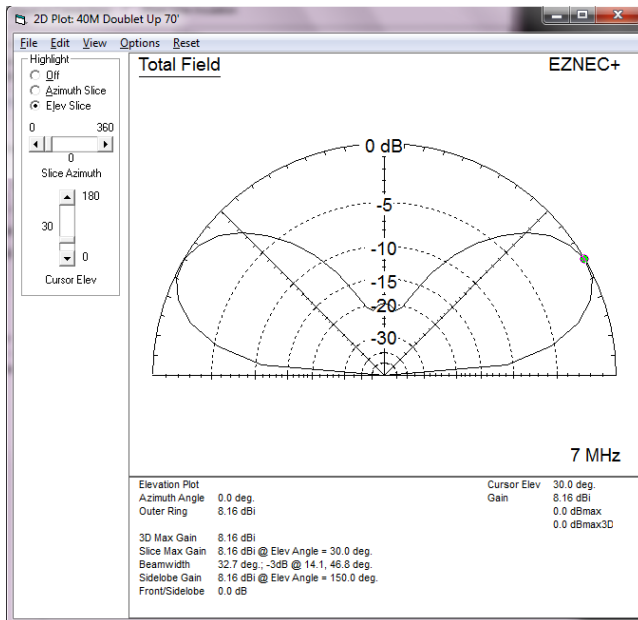 2D Plot: 40M Doublet Up 70'
File Edit View Options Reset
Highlight
Off
Azimuth Slice
Elev Slice
0 360
0
Slice Azimuth
180
30
0
Cursor Elev
Total Field
EZNEC+
0 dB
-5
-10
-15
-20
-30
7 MHz
Elevation Plot
Azimuth Angle 0.0 deg.
Outer Ring 8.16 dBi
3D Max Gain 8.16 dBi
Slice Max Gain 8.16 dBi @ Elev Angle = 30.0 deg.
Beamwidth 32.7 deg.; -3dB @ 14.1, 46.8 deg.
Sidelobe Gain 8.16 dBi @ Elev Angle = 150.0 deg.
Front/Sidelobe 0.0 dB
Cursor Elev 30.0 deg.
Gain 8.16 dBi
0.0 dBmax
0.0 dBmax3D